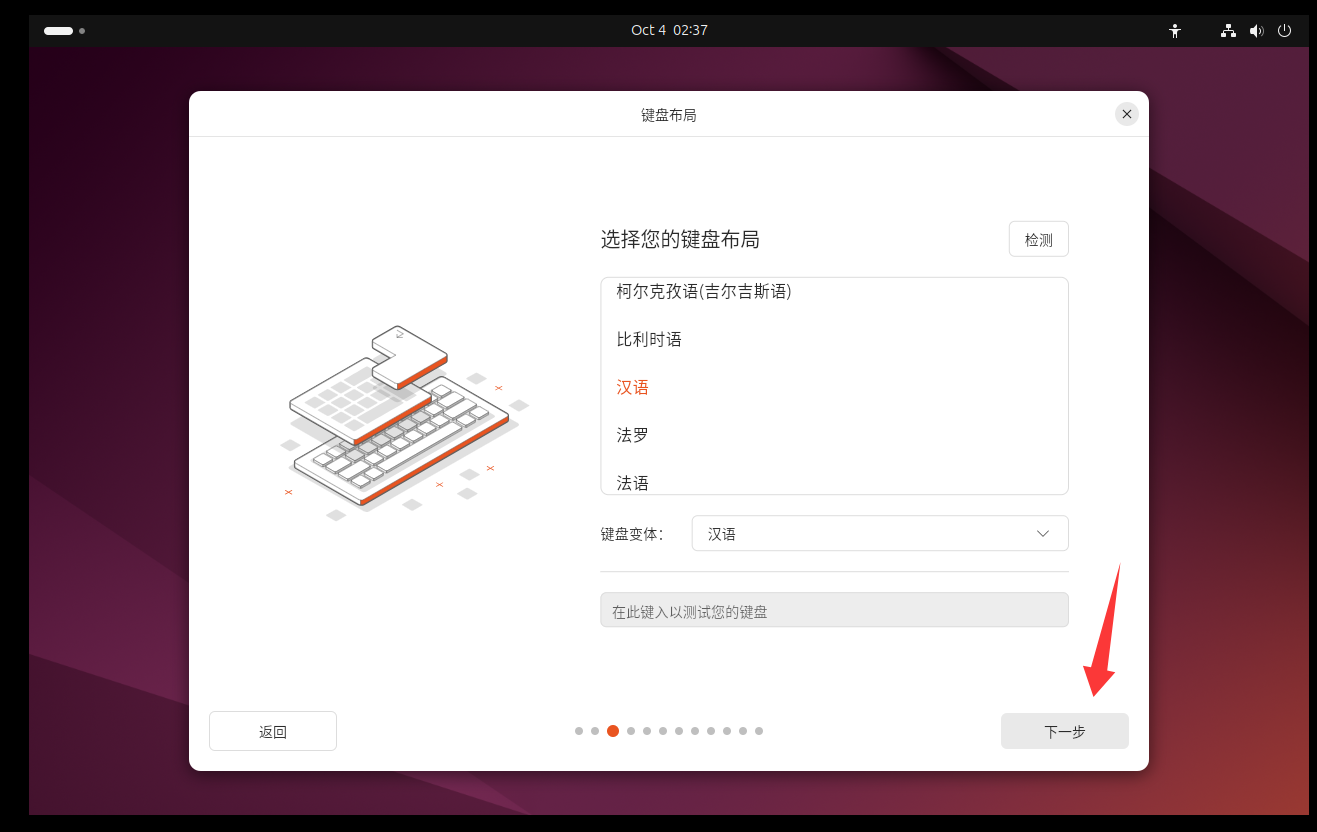 Oct 4 02:37
键盘布局
选择您的键盘布局
检测
柯尔克孜语(吉尔吉斯语)
比利时语
汉语
法罗
法语
键盘变体：
汉语
在此键入以测试您的键盘
返回
下一步